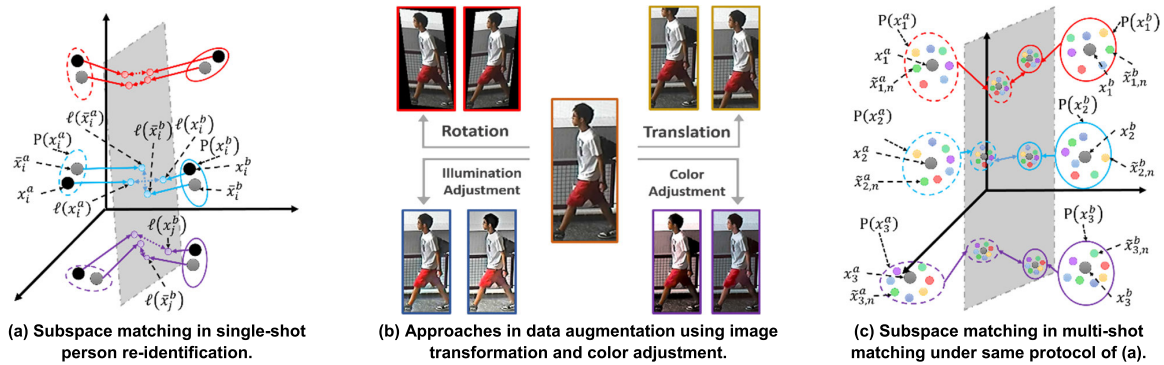 P(x_i^a)
x̃_i^a
x_i^a
ℓ(x_i^a)
ℓ(x̃_i^a)
ℓ(x̃_i^b)
ℓ(x_i^b)
P(x_i^b)
x_i^b
x̃_i^b
ℓ(x_j^b)
ℓ(x̃_j^b)
(a) Subspace matching in single-shot
person re-identification.
Rotation
Translation
Illumination
Adjustment
Color
Adjustment
(b) Approaches in data augmentation using image
transformation and color adjustment.
P(x_1^a)
x_1^a
x̃_{1,n}^a
P(x_1^b)
x̃_{1,n}^b
x_1^b
P(x_2^a)
x_2^a
x̃_{2,n}^a
P(x_2^b)
x_2^b
x̃_{2,n}^b
P(x_3^a)
x_3^a
x̃_{3,n}^a
P(x_3^b)
x̃_{3,n}^b
x_3^b
(c) Subspace matching in multi-shot
matching under same protocol of (a).